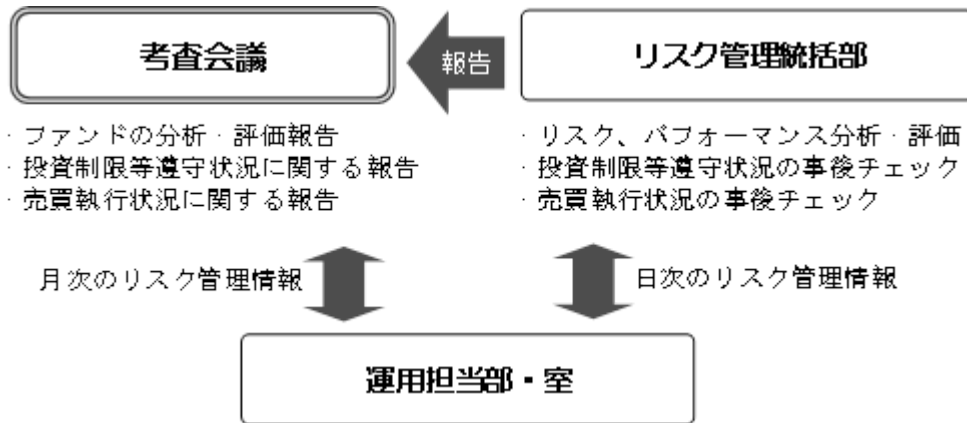 考査会議
報告
リスク管理統括部
・ファンドの分析・評価報告
・投資制限等遵守状況に関する報告
・売買執行状況に関する報告
・リスク、パフォーマンス分析・評価
・投資制限等遵守状況の事後チェック
・売買執行状況の事後チェック
月次のリスク管理情報
日次のリスク管理情報
運用担当部・室